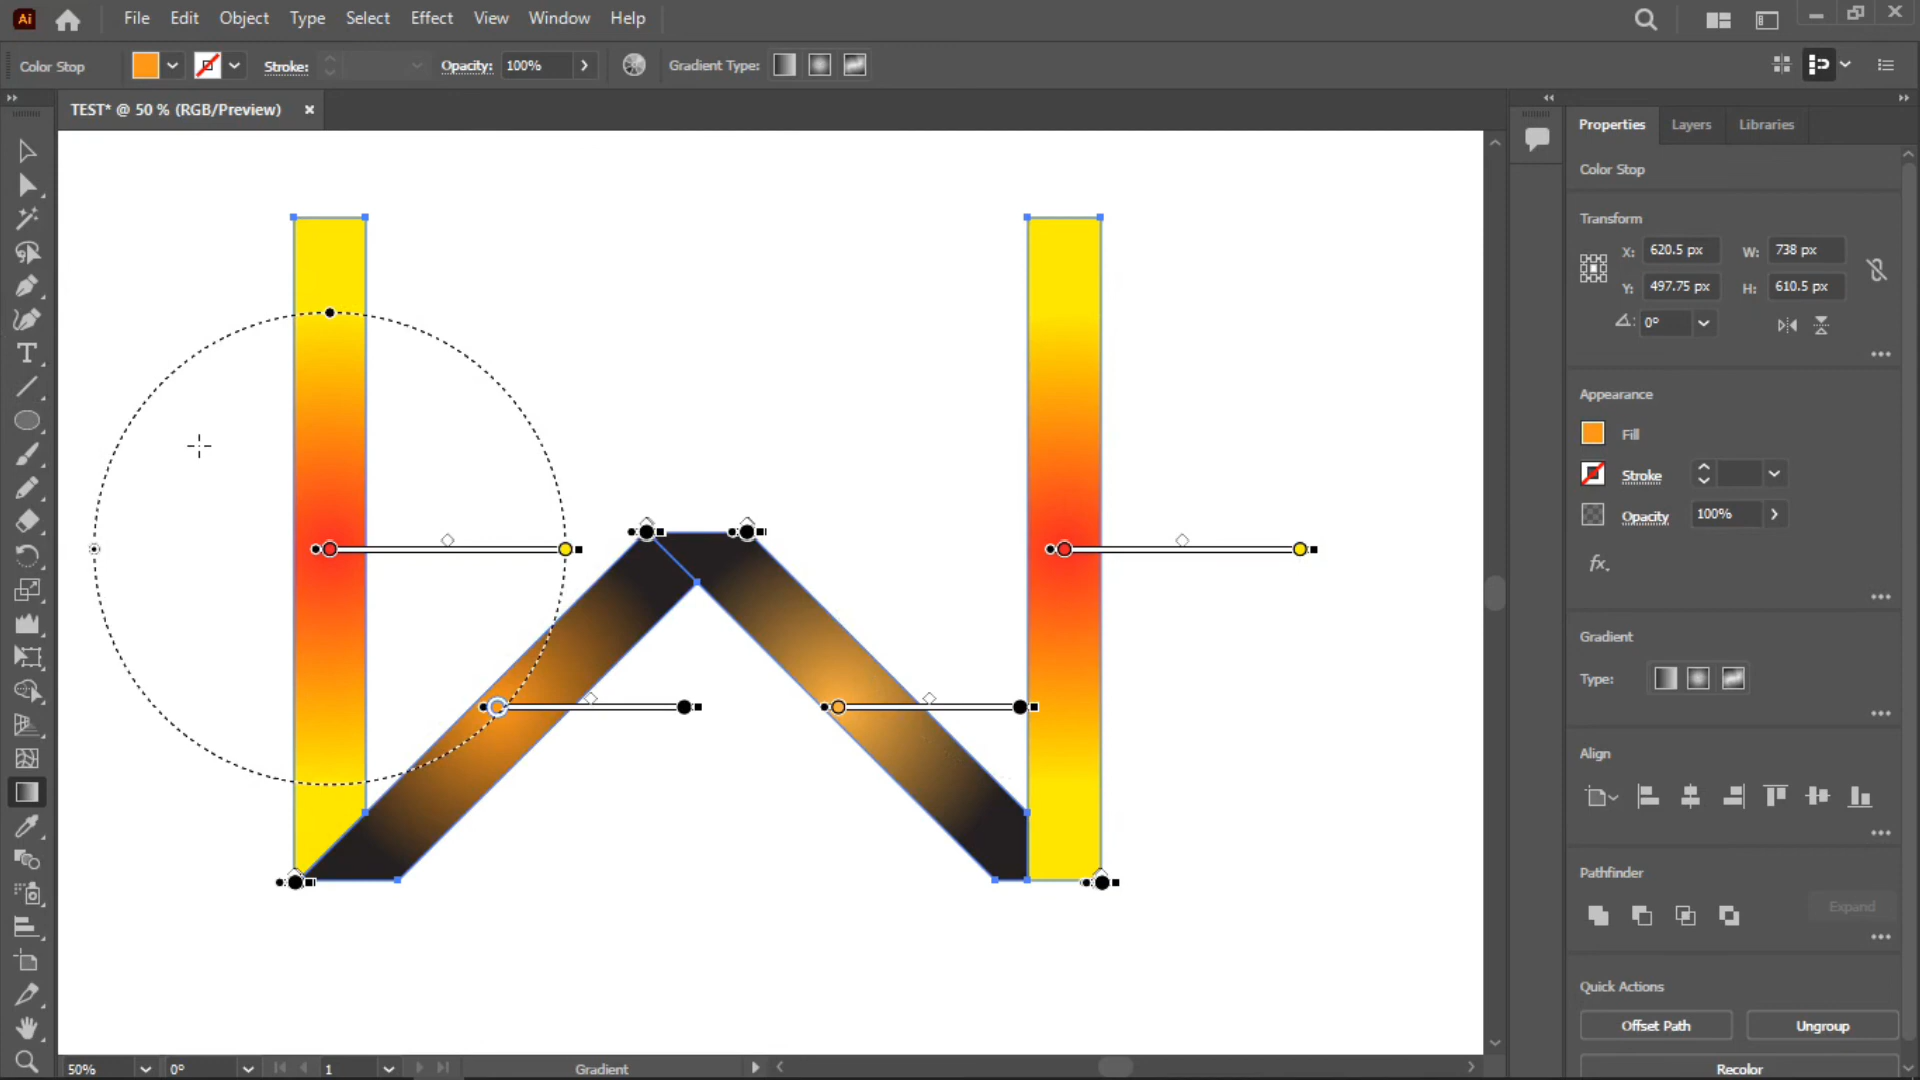 Ai File Edit Object Type Select Effect View Window Help
Color Stop Stroke: Opacity: 100% Gradient Type:
TEST* @ 50 % (RGB/Preview)
Properties Layers Libraries
Color Stop
Transform
X: 620.5 px W: 738 px
Y: 497.75 px H: 610.5 px
0°
Appearance
Fill
Stroke
Opacity 100%
fx.
Gradient
Type:
Align
Pathfinder
Expand
Quick Actions
Offset Path Ungroup
Recolor
50% 0° 1 Gradient